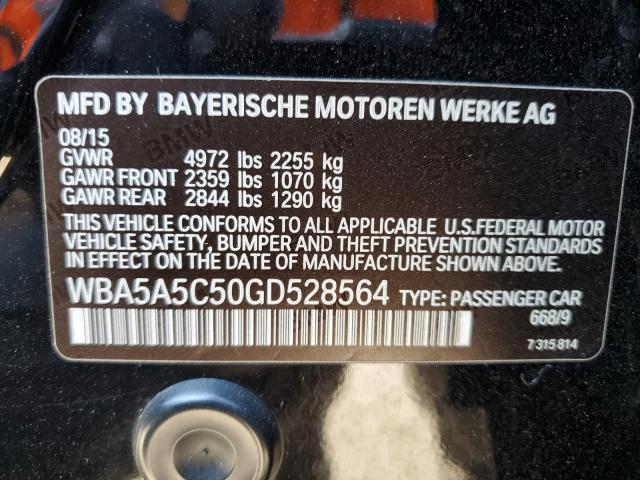 MFD BY BAYERISCHE MOTOREN WERKE AG
08/15
GVWR 4972 lbs 2255 kg
GAWR FRONT 2359 lbs 1070 kg
GAWR REAR 2844 lbs 1290 kg
THIS VEHICLE CONFORMS TO ALL APPLICABLE U.S.FEDERAL MOTOR
VEHICLE SAFETY, BUMPER AND THEFT PREVENTION STANDARDS
IN EFFECT ON THE DATE OF MANUFACTURE SHOWN ABOVE.
WBA5A5C50GD528564 TYPE: PASSENGER CAR
668/9
7 315 814